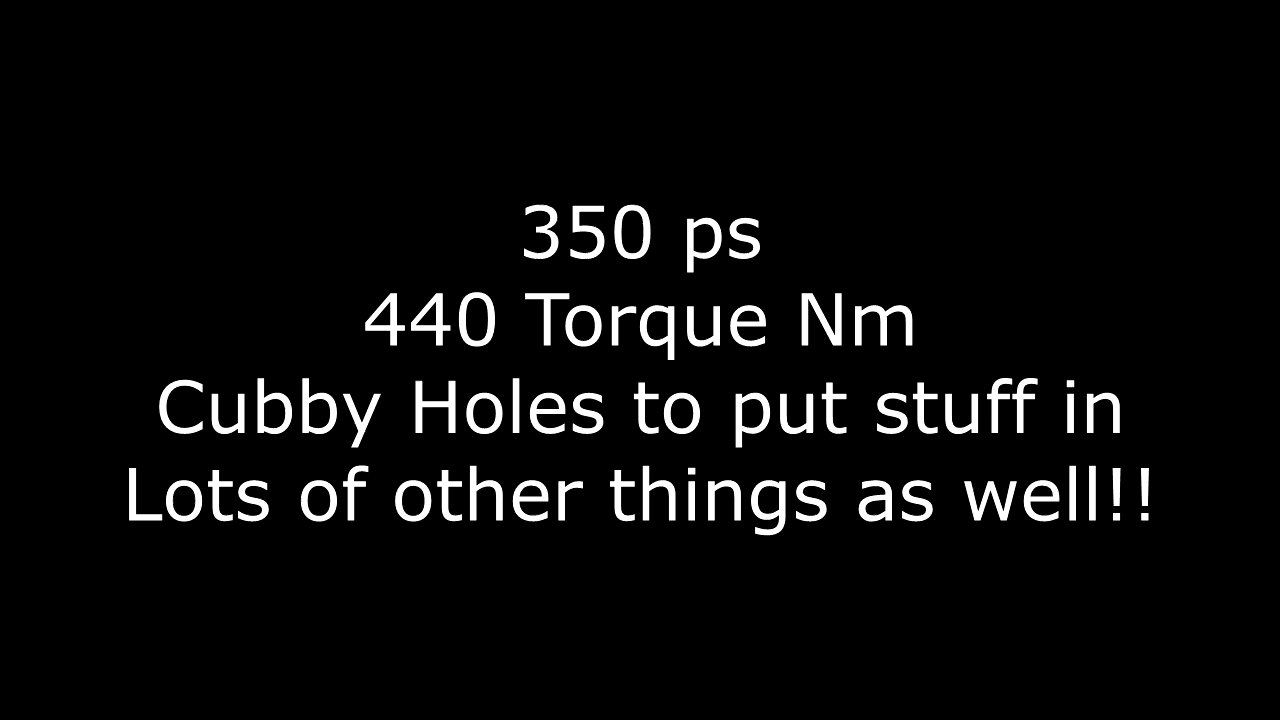 350 ps
440 Torque Nm
Cubby Holes to put stuff in
Lots of other things as well!!